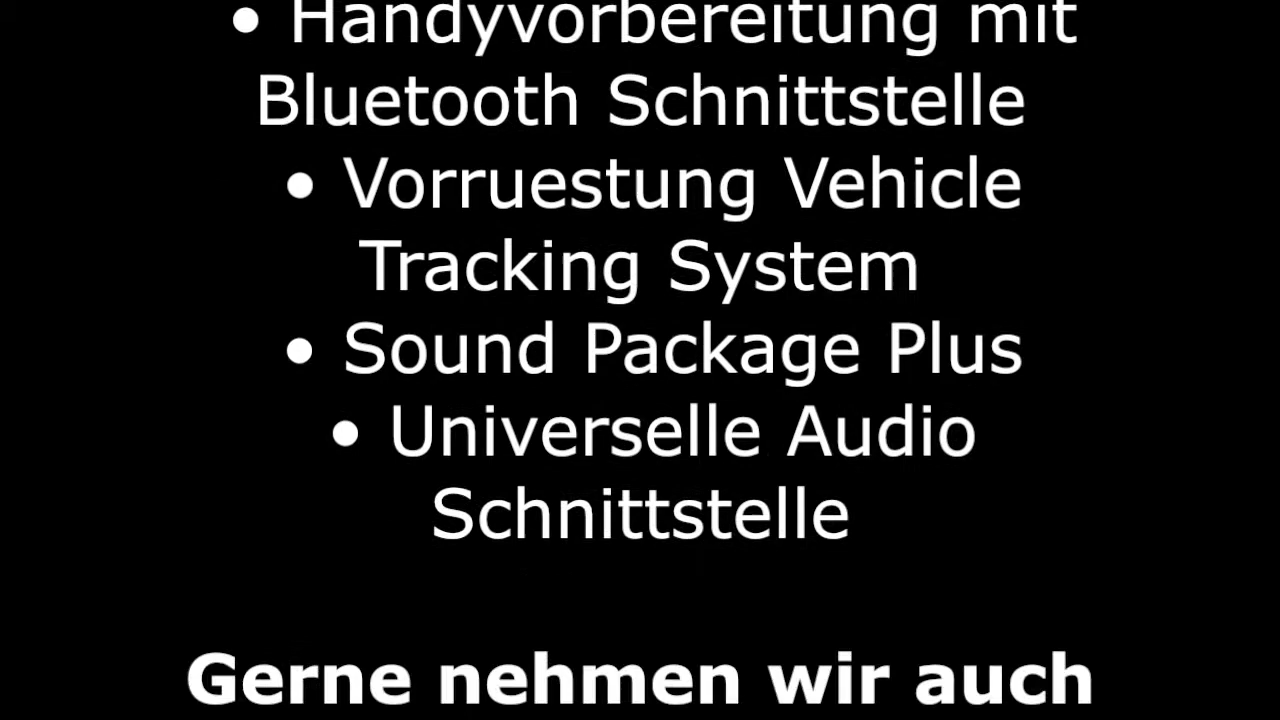 • Handyvorbereitung mit
Bluetooth Schnittstelle
• Vorruestung Vehicle
Tracking System
• Sound Package Plus
• Universelle Audio
Schnittstelle
Gerne nehmen wir auch